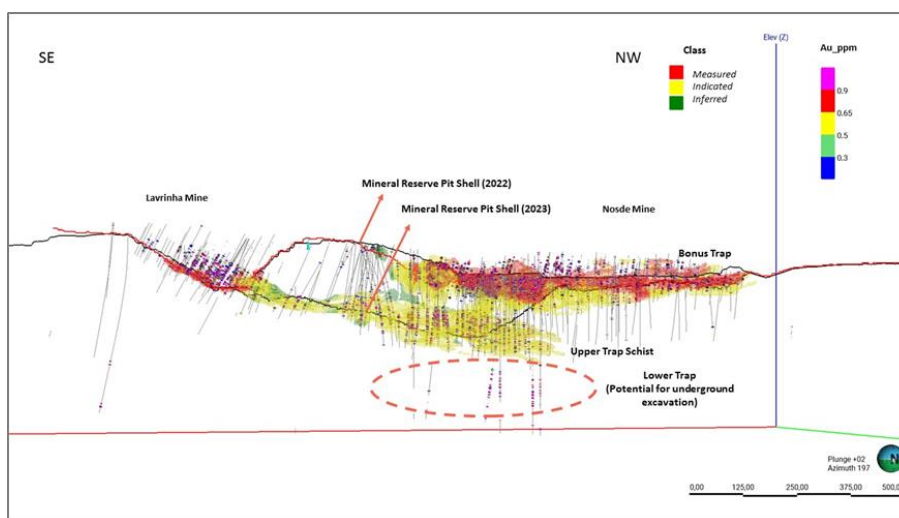 SE
NW
Elev (Z)
Class
Measured
Indicated
Inferred
Au_ppm
0.9
0.65
0.5
0.3
Lavrinha Mine
Mineral Reserve Pit Shell (2022)
Mineral Reserve Pit Shell (2023)
Nosde Mine
Bonus Trap
Upper Trap Schist
Lower Trap
(Potential for underground
excavation)
Plunge +02
Azimuth 197
N
0,00 125,00 250,00 375,00 500,0